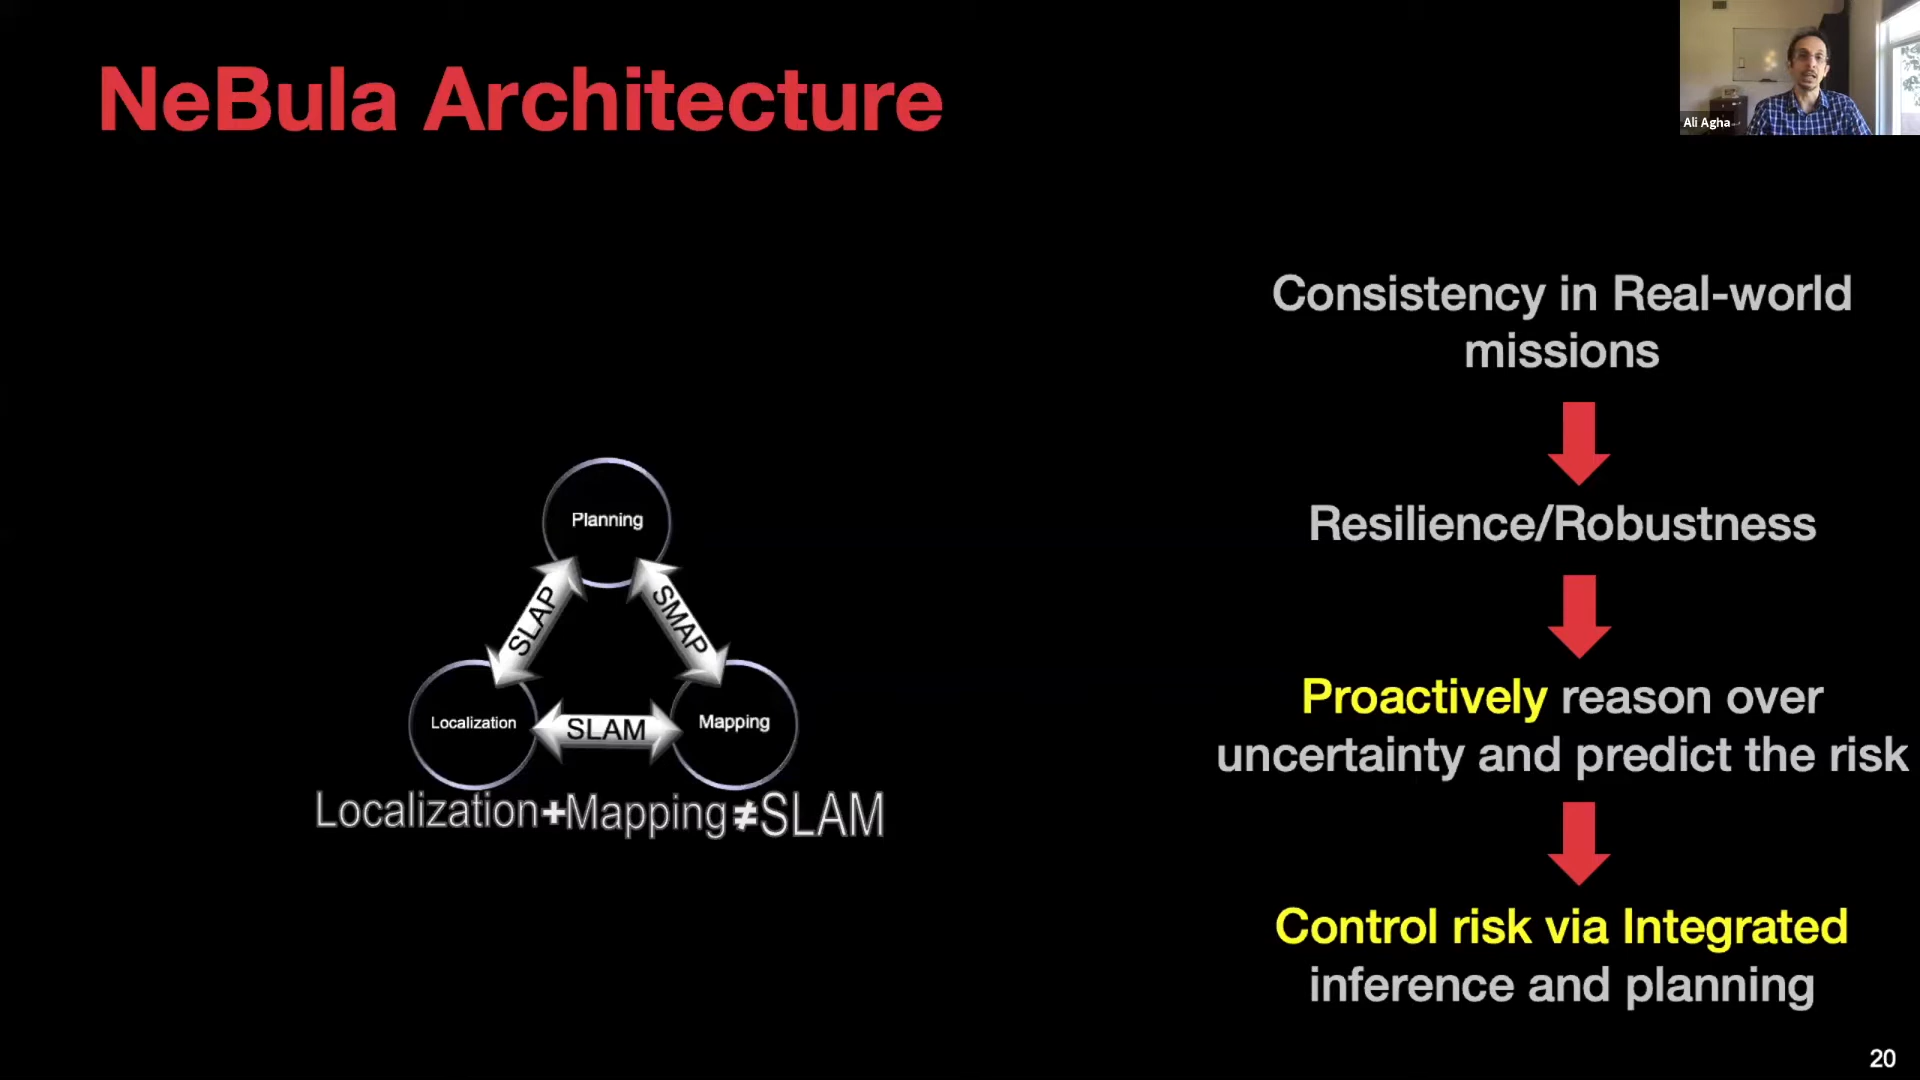 NeBula Architecture
Ali Agha
Consistency in Real-world
missions
Resilience/Robustness
Proactively reason over
uncertainty and predict the risk
Control risk via Integrated
inference and planning
Planning
SLAP
SMAP
Localization
SLAM
Mapping
Localization+Mapping≠SLAM
20